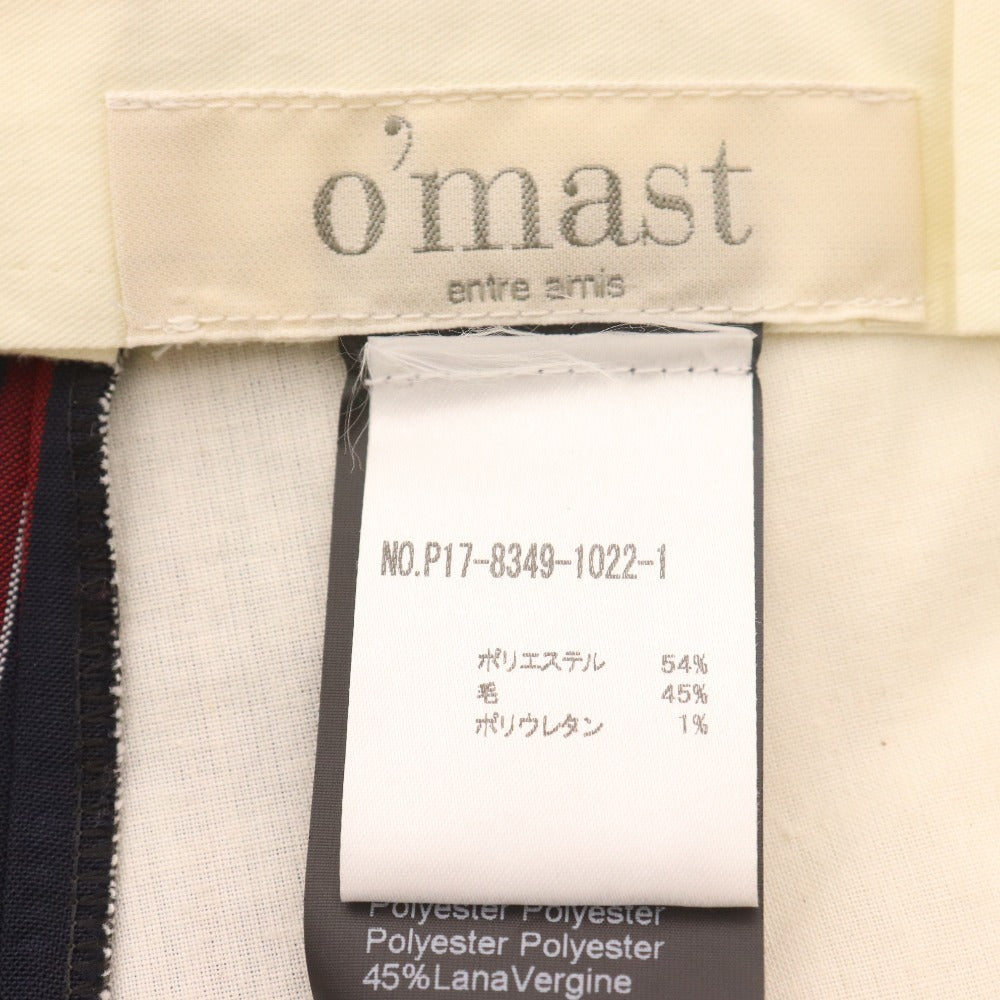 o'mast
entre amis
NO.P17-8349-1022-1
ポリエステル 54%
毛 45%
ポリウレタン 1%
Polyester Polyester
Polyester Polyester
45%LanaVergine